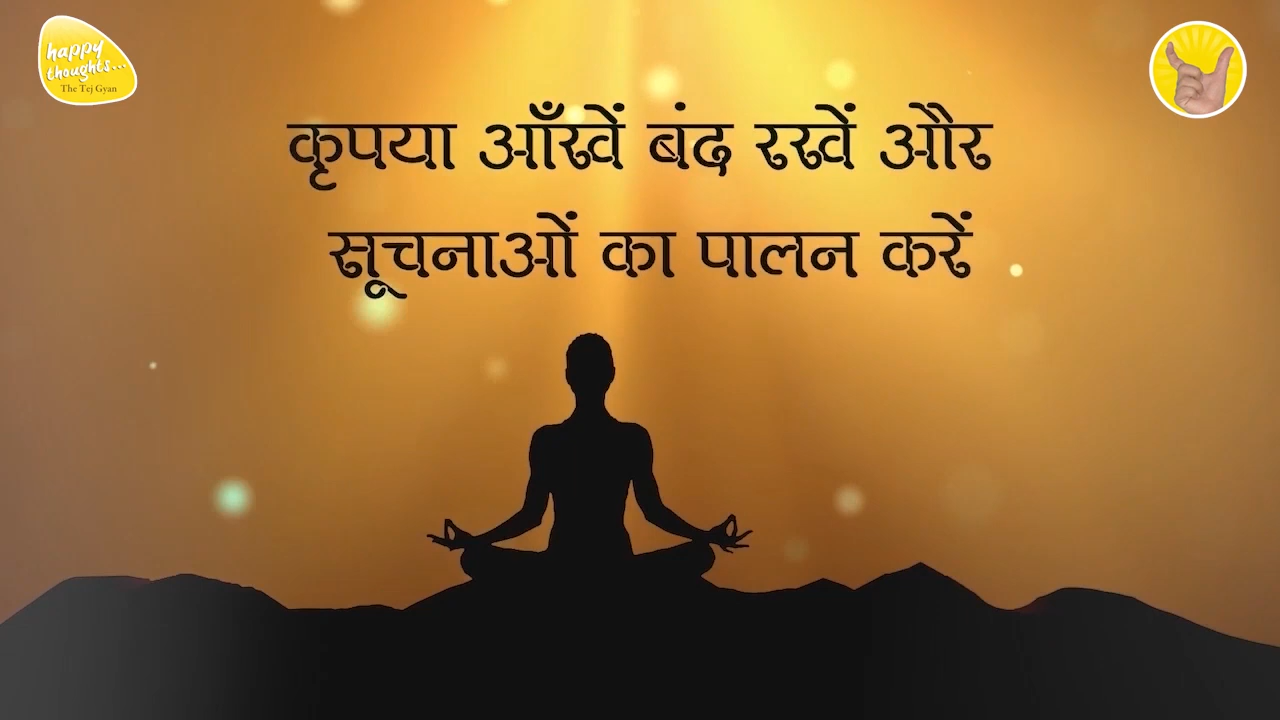 happy
thoughts...
The Tej Gyan
कृपया आँखें बंद रखें और
सूचनाओं का पालन करें